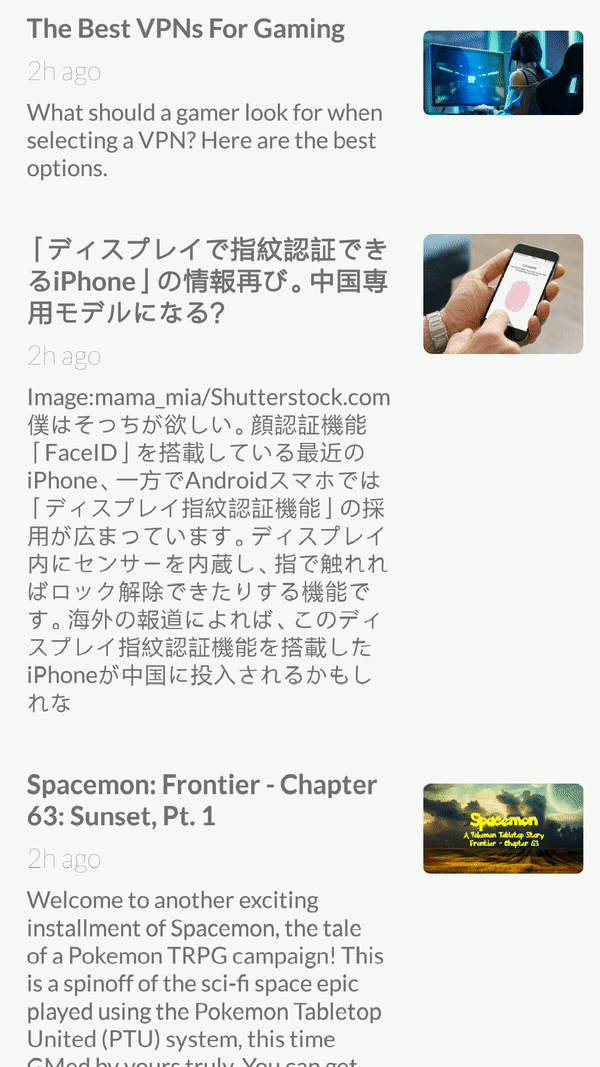 The Best VPNs For Gaming
2h ago
What should a gamer look for when
selecting a VPN? Here are the best
options.
「ディスプレイで指紋認証でき
るiPhone」の情報再び。中国専
用モデルになる?
2h ago
Image:mama_mia/Shutterstock.com
僕はそっちが欲しい。顔認証機能
「FaceID」を搭載している最近の
iPhone、一方でAndroidスマホでは
「ディスプレイ指紋認証機能」の採
用が広まっています。ディスプレイ
内にセンサーを内蔵し、指で触れれ
ばロック解除できたりする機能で
す。海外の報道によれば、このディ
スプレイ指紋認証機能を搭載した
iPhoneが中国に投入されるかもし
れな
Spacemon: Frontier - Chapter
63: Sunset, Pt. 1
2h ago
Spacemon
A Pokemon Tabletop Story
Frontier - Chapter 63
Welcome to another exciting
installment of Spacemon, the tale
of a Pokemon TRPG campaign! This
is a spinoff of the sci-fi space epic
played using the Pokemon Tabletop
United (PTU) system, this time
GMed by yours truly. You can get